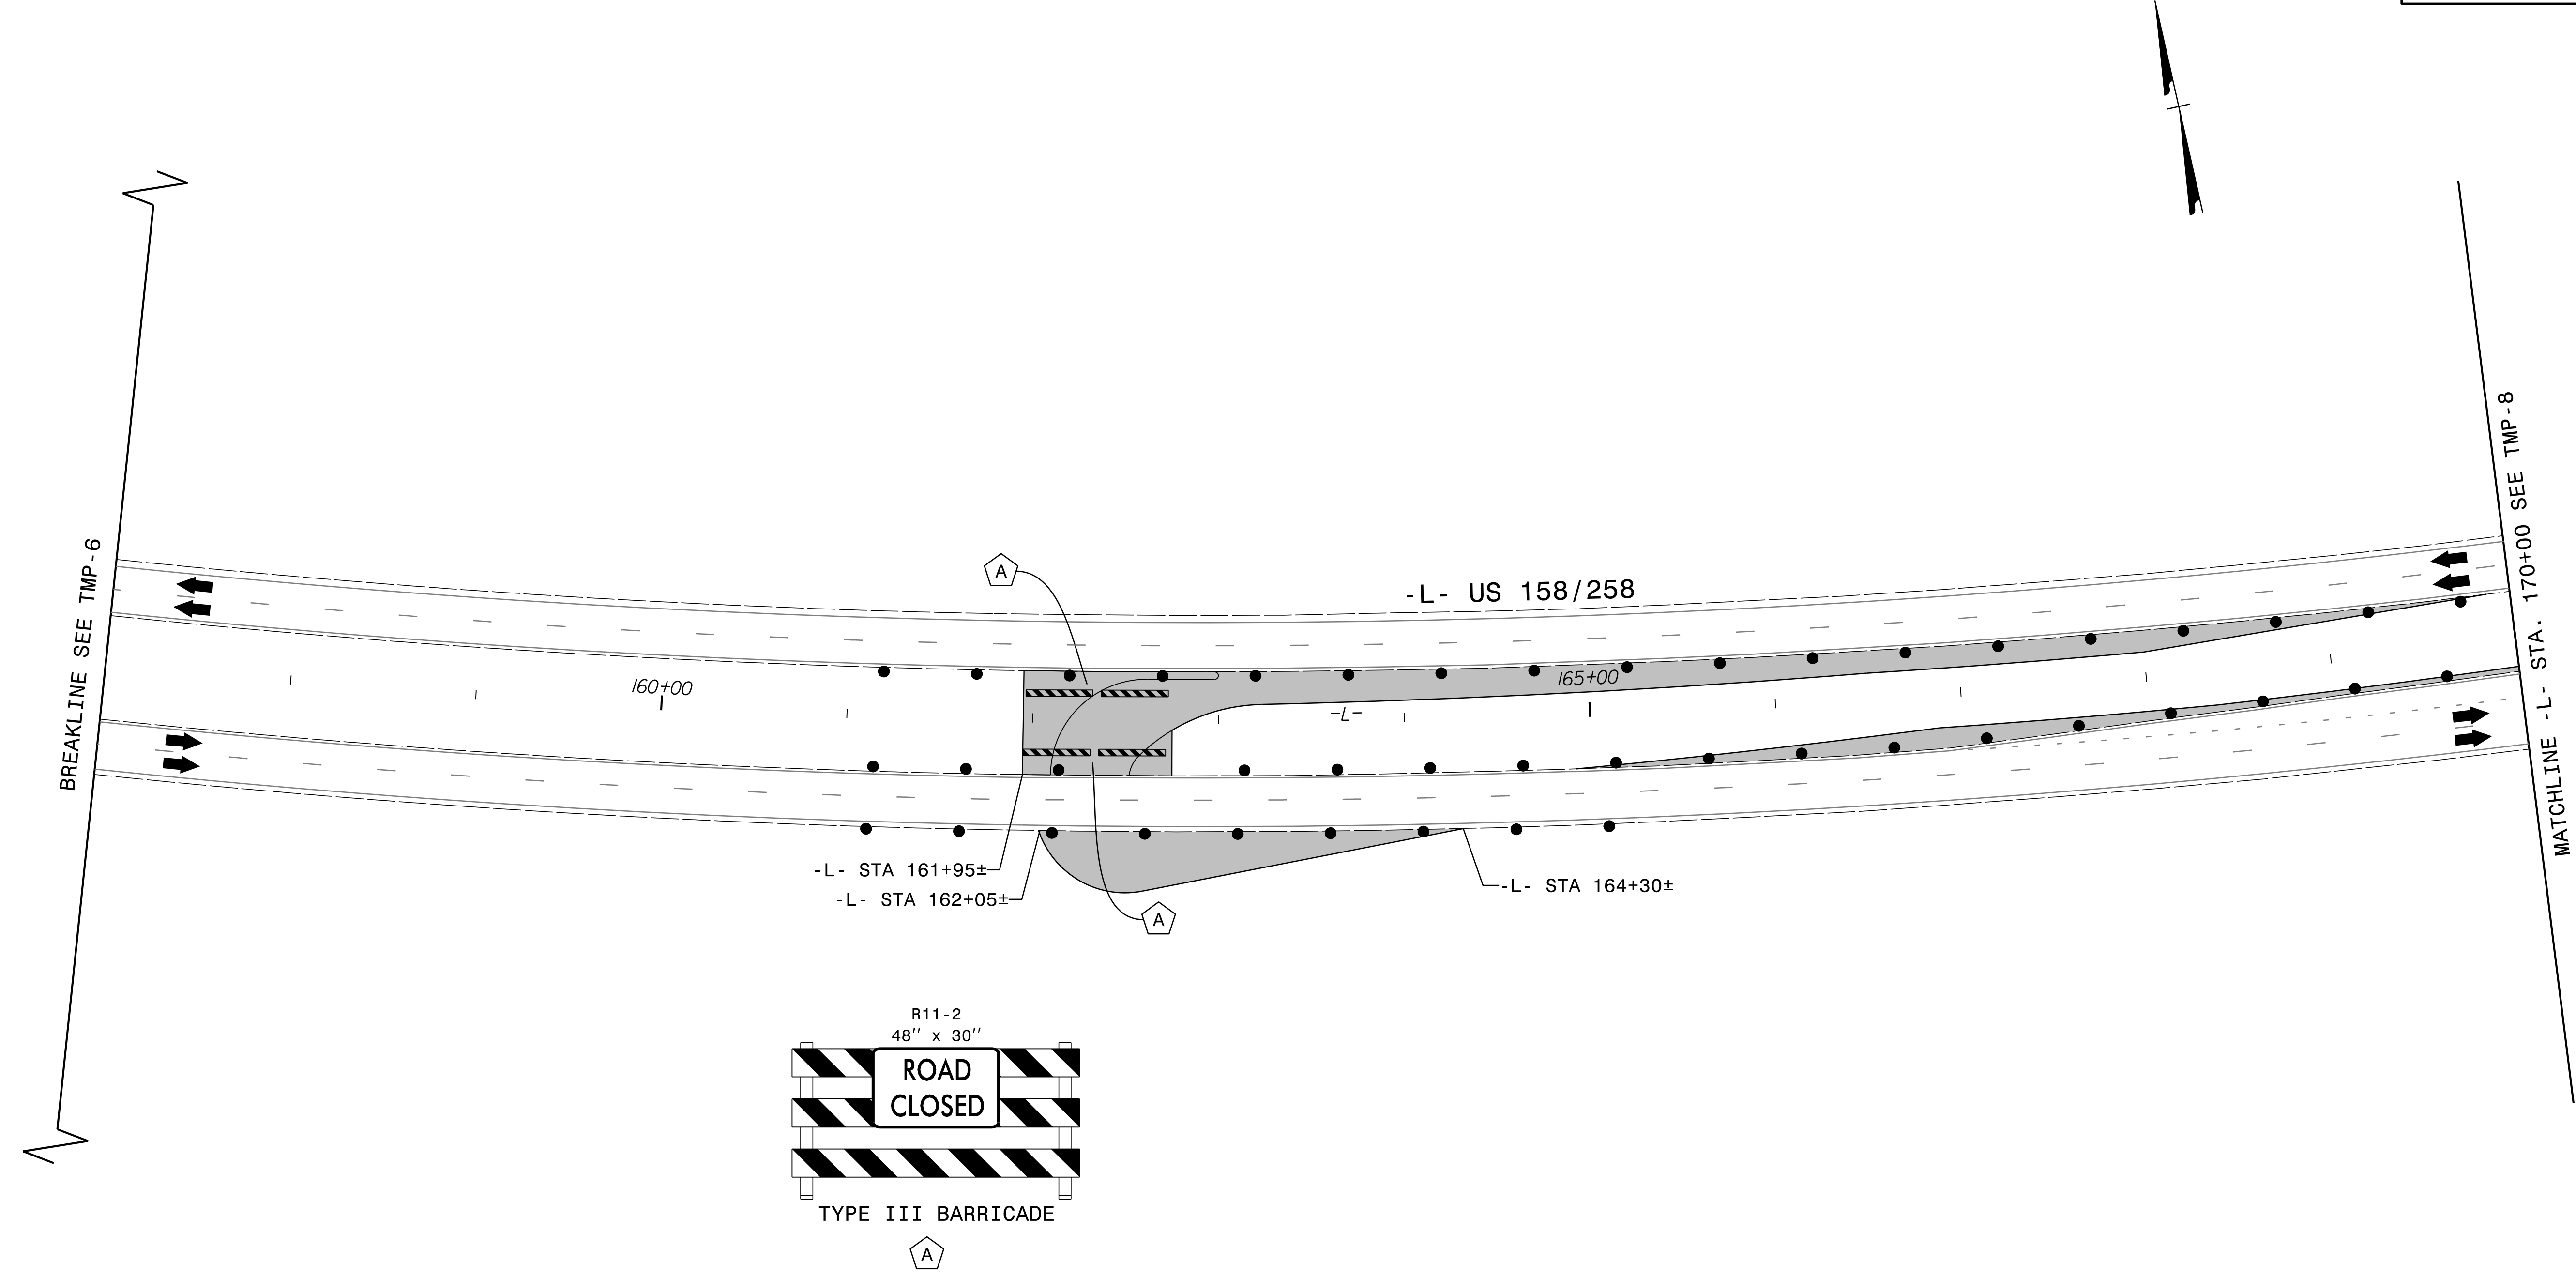 BREAKLINE SEE TMP-6
MATCHLINE -L- STA. 170+00 SEE TMP-8
A
-L- US 158/258
160+00
165+00
-L-
-L- STA 161+95±
-L- STA 162+05±
-L- STA 164+30±
A
R11-2
48'' x 30''
ROAD
CLOSED
TYPE III BARRICADE
A